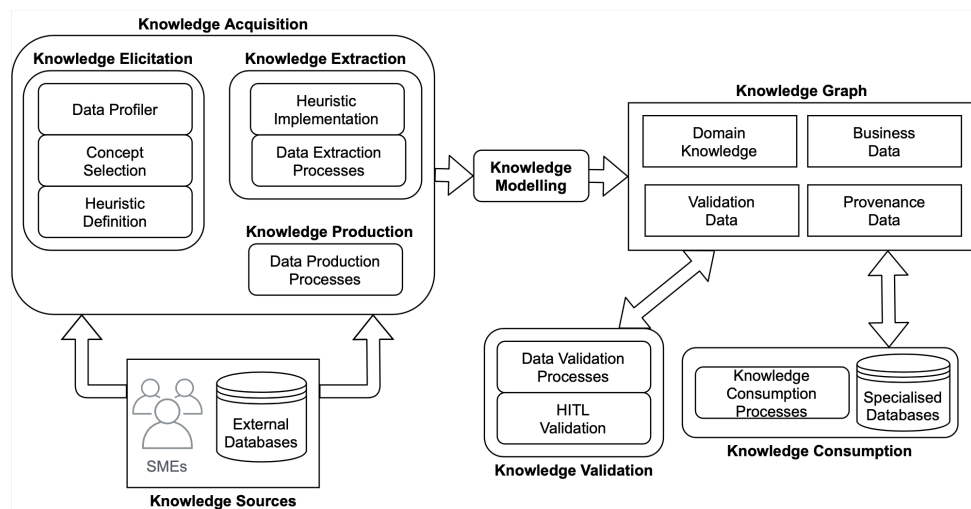 Knowledge Acquisition
Knowledge Elicitation
Data Profiler
Concept
Selection
Heuristic
Definition
Knowledge Extraction
Heuristic
Implementation
Data Extraction
Processes
Knowledge Production
Data Production
Processes
Knowledge
Modelling
Knowledge Graph
Domain
Knowledge
Business
Data
Validation
Data
Provenance
Data
SMEs
External
Databases
Knowledge Sources
Data Validation
Processes
HITL
Validation
Knowledge Validation
Knowledge
Consumption
Processes
Specialised
Databases
Knowledge Consumption